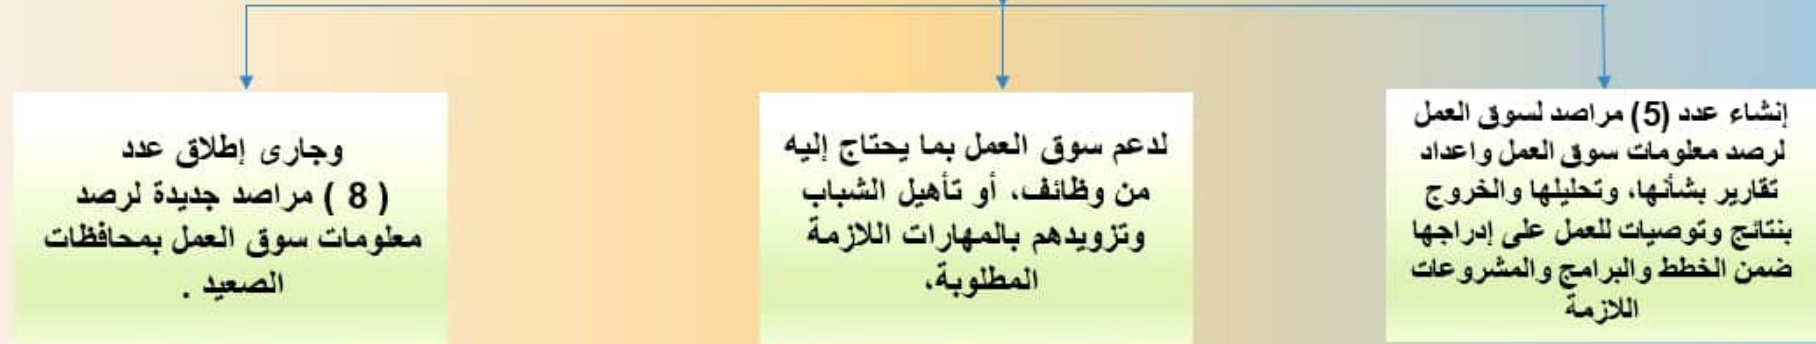 إنشاء عدد (5) مراصد لسوق العمل
لرصد معلومات سوق العمل واعداد
تقارير بشأنها، وتحليلها والخروج
بنتائج وتوصيات للعمل على إدراجها
ضمن الخطط والبرامج والمشروعات
اللازمة
لدعم سوق العمل بما يحتاج إليه
من وظائف، أو تأهيل الشباب
وتزويدهم بالمهارات اللازمة
المطلوبة،
وجارى إطلاق عدد
( 8 ) مراصد جديدة لرصد
معلومات سوق العمل بمحافظات
الصعيد .